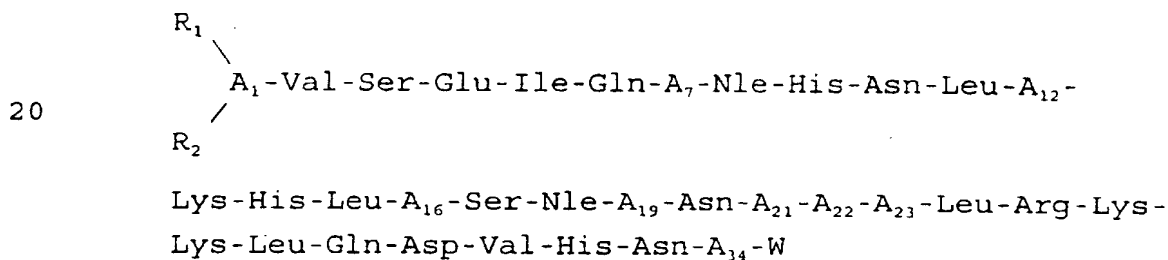 R₁
A₁-Val-Ser-Glu-Ile-Gln-A₇-Nle-His-Asn-Leu-A₁₂-
20
R₂
Lys-His-Leu-A₁₆-Ser-Nle-A₁₉-Asn-A₂₁-A₂₂-A₂₃-Leu-Arg-Lys-
Lys-Leu-Gln-Asp-Val-His-Asn-A₃₄-W